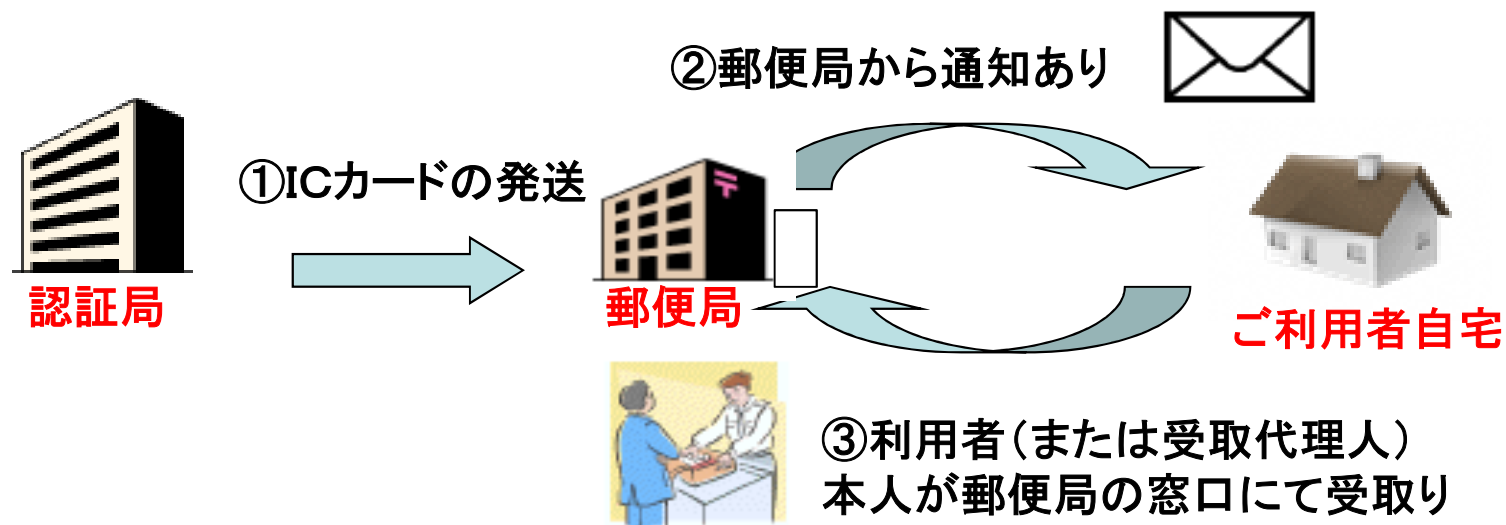 ②郵便局から通知あり
①ICカードの発送
〒
認証局
郵便局
ご利用者自宅
③利用者（または受取代理人）
本人が郵便局の窓口にて受取り